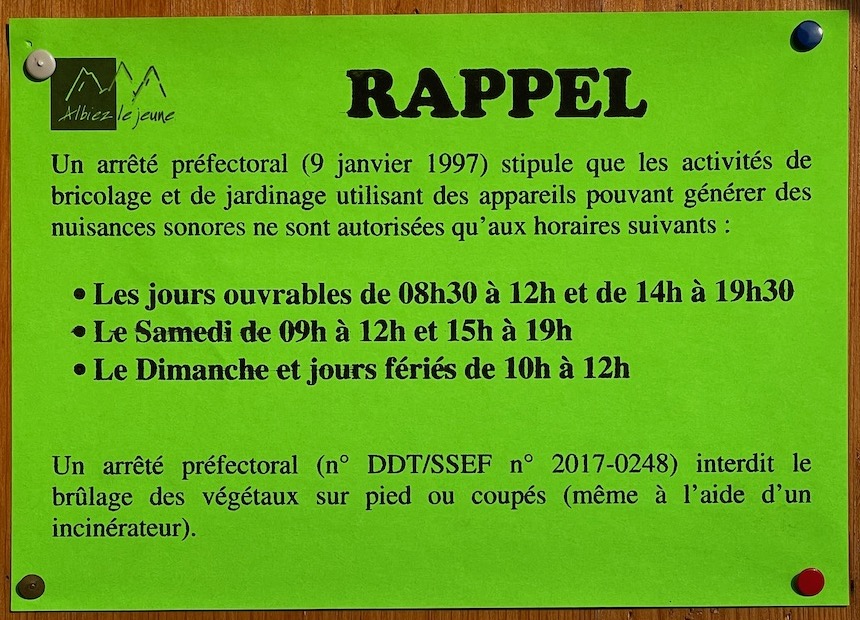 Albiez le jeune
RAPPEL
Un arrêté préfectoral (9 janvier 1997) stipule que les activités de
bricolage et de jardinage utilisant des appareils pouvant générer des
nuisances sonores ne sont autorisées qu'aux horaires suivants :
• Les jours ouvrables de 08h30 à 12h et de 14h à 19h30
• Le Samedi de 09h à 12h et 15h à 19h
• Le Dimanche et jours fériés de 10h à 12h
Un arrêté préfectoral (n° DDT/SSEF n° 2017-0248) interdit le
brûlage des végétaux sur pied ou coupés (même à l'aide d'un
incinérateur).